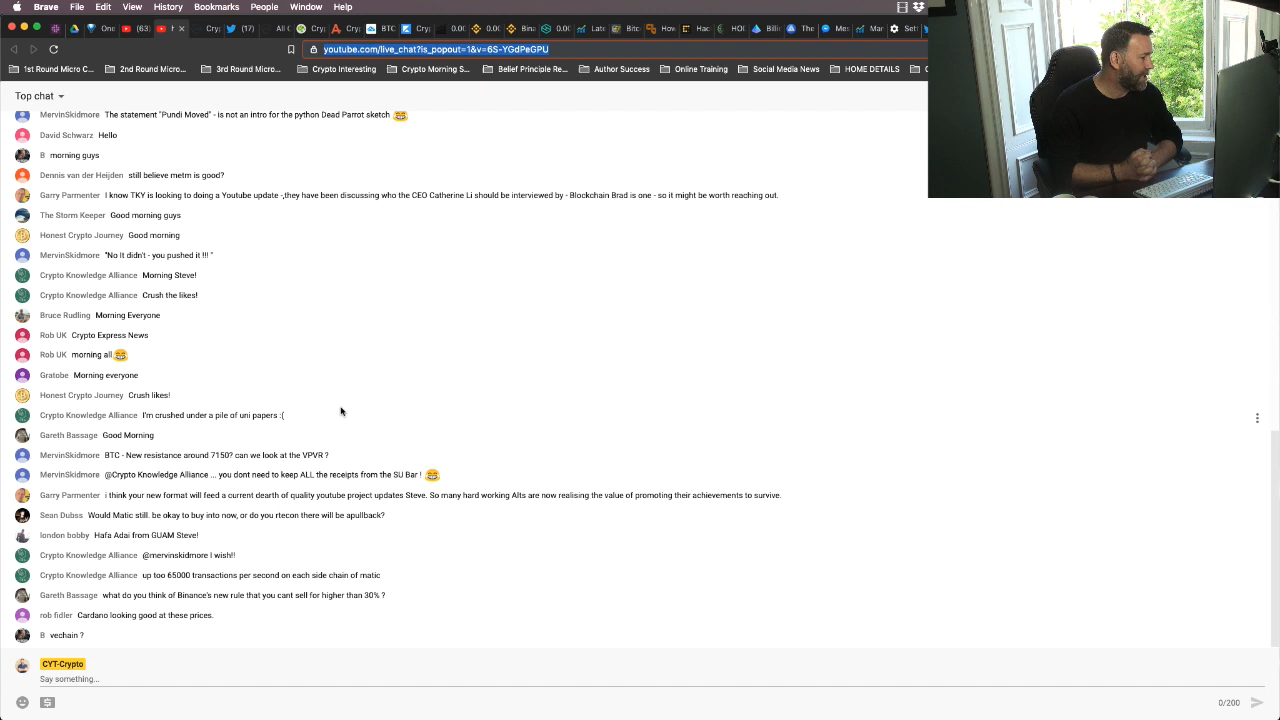 Brave File Edit View History Bookmarks People Window Help
One (63) (17) BTC 0.00 Bin 0.00 Late How Hac The Mes Mar Set
youtube.com/live_chat?is_popout=1&v=6S-YGdPeGPU
1st Round Micro C... 2nd Round Micro... 3rd Round Micro... Crypto Interesting Crypto Morning S... Belief Principle Re... Author Success Online Training Social Media News HOME DETAILS
Top chat
MervinSkidmore The statement "Pundi Moved" - is not an intro for the python Dead Parrot sketch 😂
David Schwarz Hello
B morning guys
Dennis van der Heijden still believe metm is good?
Garry Parmenter I know TKY is looking to doing a Youtube update -,they have been discussing who the CEO Catherine Li should be interviewed by - Blockchain Brad is one - so it might be worth reaching out.
The Storm Keeper Good morning guys
Honest Crypto Journey Good morning
MervinSkidmore "No It didn't - you pushed it !!! "
Crypto Knowledge Alliance Morning Steve!
Crypto Knowledge Alliance Crush the likes!
Bruce Rudling Morning Everyone
Rob UK Crypto Express News
Rob UK morning all 😂
Gratobe Morning everyone
Honest Crypto Journey Crush likes!
Crypto Knowledge Alliance I'm crushed under a pile of uni papers :(
Gareth Bassage Good Morning
MervinSkidmore BTC - New resistance around 7150? can we look at the VPVR ?
MervinSkidmore @Crypto Knowledge Alliance ... you dont need to keep ALL the receipts from the SU Bar ! 😂
Garry Parmenter i think your new format will feed a current dearth of quality youtube project updates Steve. So many hard working Alts are now realising the value of promoting their achievements to survive.
Sean Dubss Would Matic still. be okay to buy into now, or do you rtecon there will be apullback?
london bobby Hafa Adai from GUAM Steve!
Crypto Knowledge Alliance @mervinskidmore I wish!!
Crypto Knowledge Alliance up too 65000 transactions per second on each side chain of matic
Gareth Bassage what do you think of Binance's new rule that you cant sell for higher than 30% ?
rob fidler Cardano looking good at these prices.
B vechain ?
CYT-Crypto
Say something...
0/200